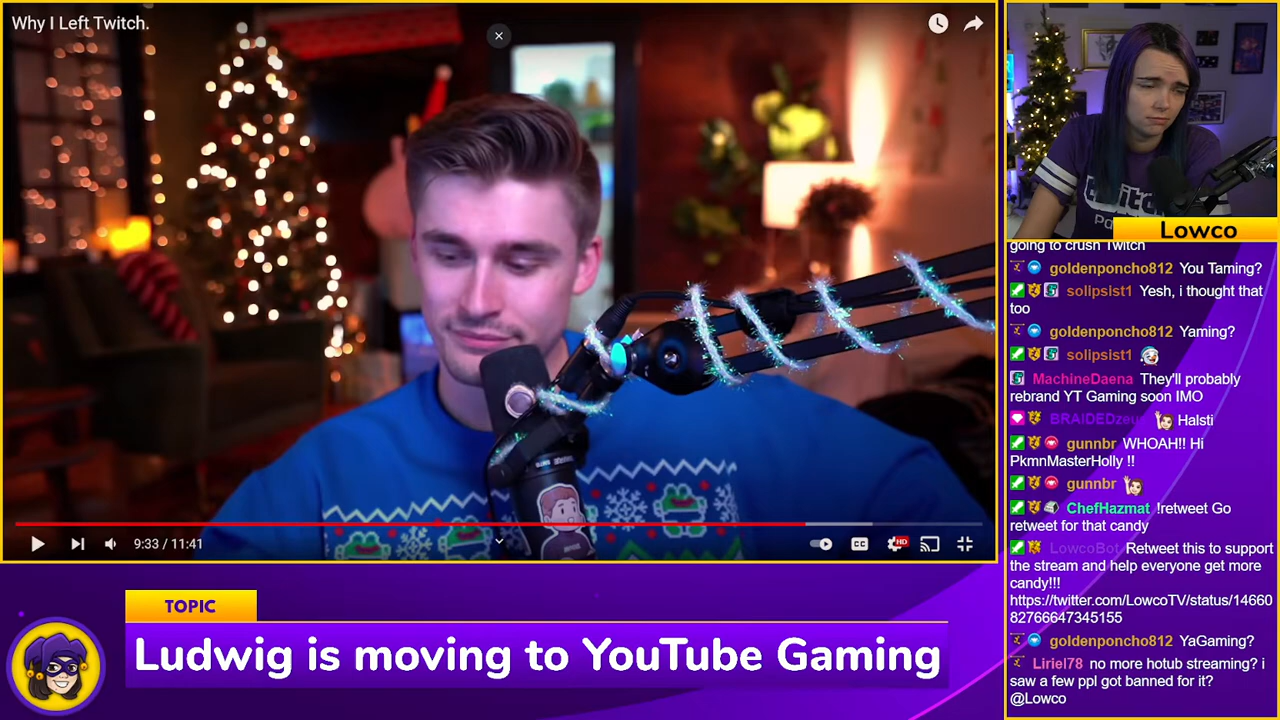 Why I Left Twitch.
9:33 / 11:41
CC
HD
TOPIC
Ludwig is moving to YouTube Gaming
Lowco
going to crush Twitch
goldenponcho812 You Taming?
solipsist1 Yesh, i thought that
too
goldenponcho812 Yaming?
solipsist1
MachineDaena They'll probably
rebrand YT Gaming soon IMO
BRAIDEDzeus Halsti
gunnbr WHOAH!! Hi
PkmnMasterHolly !!
gunnbr
ChefHazmat !retweet Go
retweet for that candy
LowcoBot Retweet this to support
the stream and help everyone get more
candy!!!
https://twitter.com/LowcoTV/status/14660
82766647345155
goldenponcho812 YaGaming?
Liriel78 no more hotub streaming? i
saw a few ppl got banned for it?
@Lowco